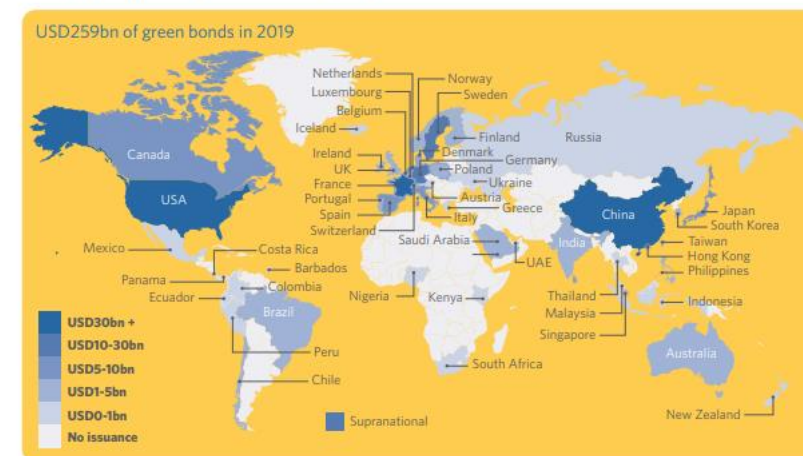 USD259bn of green bonds in 2019
Netherlands
Luxembourg
Belgium
Iceland
Norway
Sweden
Canada
Ireland
UK
France
Portugal
Spain
Switzerland
Finland
Denmark
Germany
Poland
Ukraine
Austria
Greece
Italy
Russia
USA
China
Japan
South Korea
Taiwan
Hong Kong
Philippines
Mexico
Costa Rica
Barbados
Panama
Colombia
Ecuador
Brazil
Saudi Arabia
UAE
India
Nigeria
Kenya
Thailand
Malaysia
Singapore
Indonesia
Peru
Chile
South Africa
Australia
New Zealand
USD30bn +
USD10-30bn
USD5-10bn
USD1-5bn
USD0-1bn
No issuance
Supranational